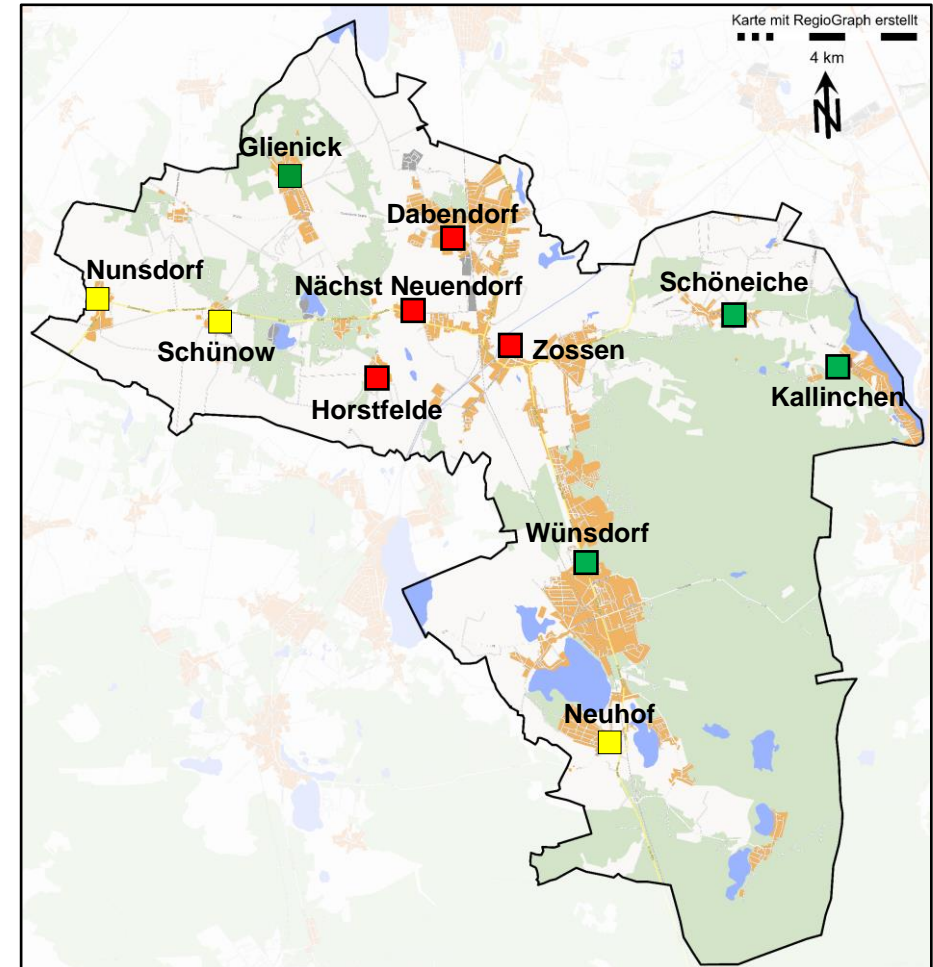 Karte mit RegioGraph erstellt
4 km
N
Glienick
Dabendorf
Nunsdorf
Nächst Neuendorf
Schöneiche
Schünow
Zossen
Kallinchen
Horstfelde
Wünsdorf
Neuhof